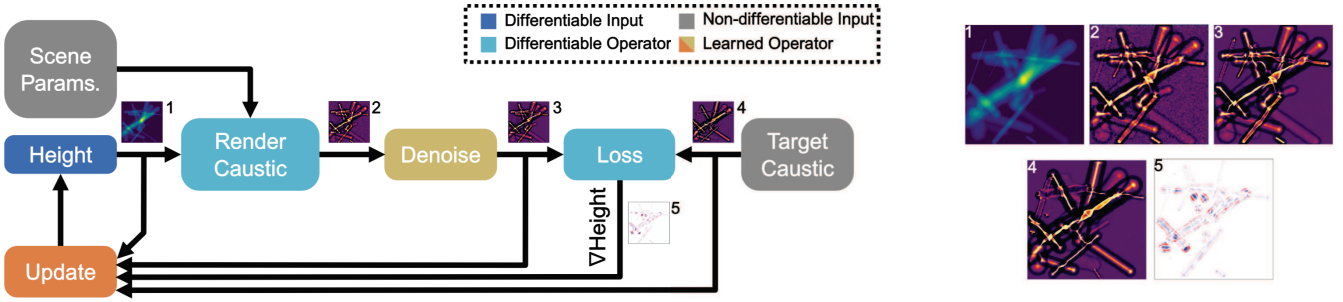 Differentiable Input
Non-differentiable Input
Differentiable Operator
Learned Operator
Scene
Params.
1
2
3
4
Height
Render
Caustic
Denoise
Loss
Target
Caustic
∇Height
5
Update
1
2
3
4
5